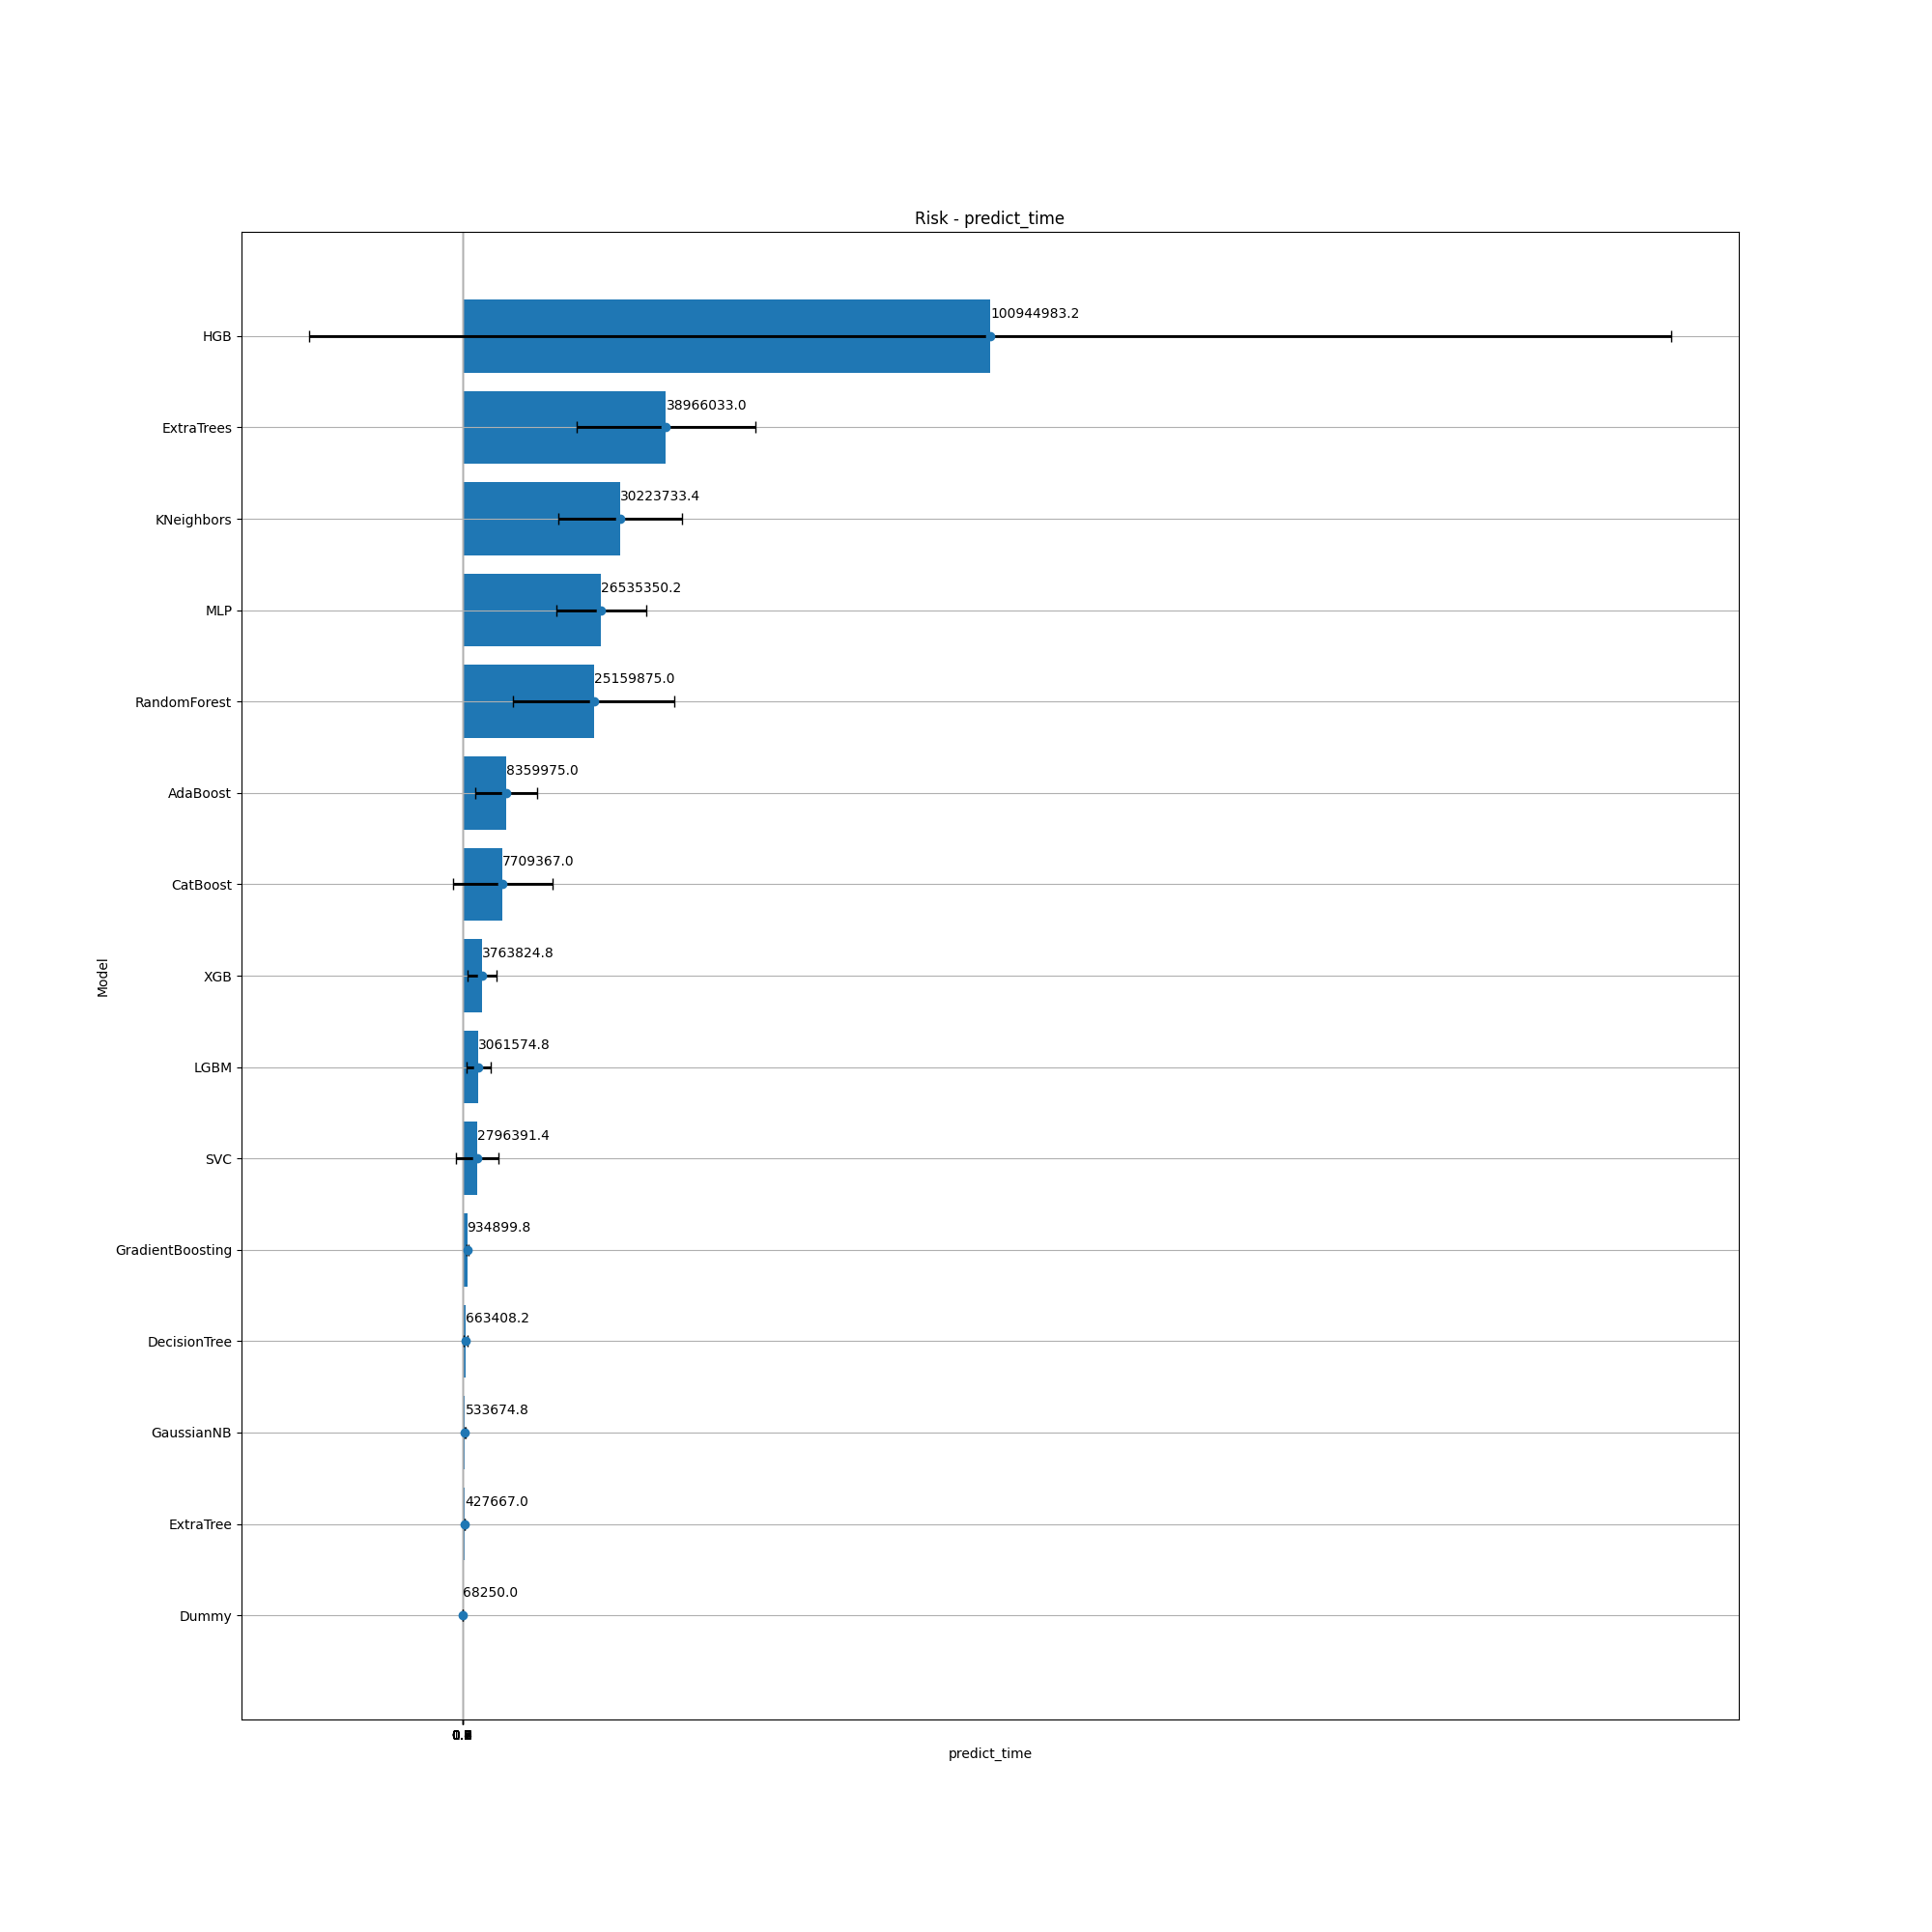 Risk - predict_time
HGB
100944983.2
ExtraTrees
38966033.0
KNeighbors
30223733.4
MLP
26535350.2
RandomForest
25159875.0
AdaBoost
8359975.0
CatBoost
7709367.0
XGB
3763824.8
LGBM
3061574.8
SVC
2796391.4
GradientBoosting
934899.8
DecisionTree
663408.2
GaussianNB
533674.8
ExtraTree
427667.0
Dummy
68250.0
Model
predict_time